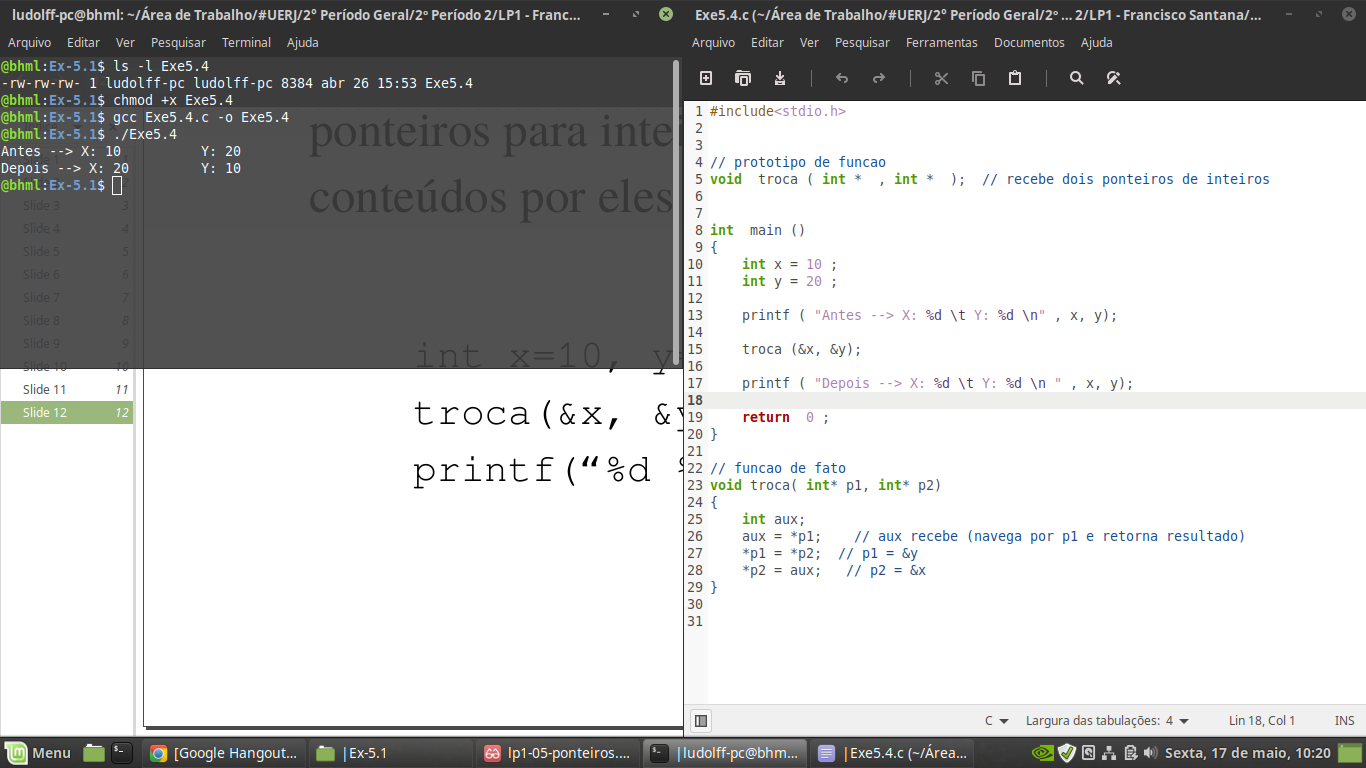 ludolff-pc@bhml: ~/Área de Trabalho/#UERJ/2° Período Geral/2º Período 2/LP1 - Franc...
Arquivo Editar Ver Pesquisar Terminal Ajuda
@bhml:Ex-5.1$ ls -l Exe5.4
-rw-rw-rw- 1 ludolff-pc ludolff-pc 8384 abr 26 15:53 Exe5.4
@bhml:Ex-5.1$ chmod +x Exe5.4
@bhml:Ex-5.1$ gcc Exe5.4.c -o Exe5.4
@bhml:Ex-5.1$ ./Exe5.4
Antes --> X: 10 Y: 20
Depois --> X: 20 Y: 10
@bhml:Ex-5.1$
ponteiros para intei
conteúdos por eles
Slide 3 3
Slide 4 4
Slide 5 5
Slide 6 6
Slide 7 7
Slide 8 8
Slide 9 9
Slide 10 10
Slide 11 11
Slide 12 12
int x=10, y
troca(&x, &y
printf(“%d %
Exe5.4.c (~/Área de Trabalho/#UERJ/2° Período Geral/2º ... 2/LP1 - Francisco Santana/...
Arquivo Editar Ver Pesquisar Ferramentas Documentos Ajuda
1 #include<stdio.h>
2
3
4 // prototipo de funcao
5 void  troca ( int *  , int *  );  // recebe dois ponteiros de inteiros
6
7
8 int  main ()
9 {
10     int x = 10 ;
11     int y = 20 ;
12
13     printf ( "Antes --> X: %d \t Y: %d \n" , x, y);
14
15     troca (&x, &y);
16
17     printf ( "Depois --> X: %d \t Y: %d \n " , x, y);
18
19     return  0 ;
20 }
21
22 // funcao de fato
23 void troca( int* p1, int* p2)
24 {
25     int aux;
26     aux = *p1;    // aux recebe (navega por p1 e retorna resultado)
27     *p1 = *p2;  // p1 = &y
28     *p2 = aux;   // p2 = &x
29 }
30
31
C Largura das tabulações: 4 Lin 18, Col 1 INS
Menu [Google Hangout... |Ex-5.1 lp1-05-ponteiros.... |ludolff-pc@bhm... |Exe5.4.c (~/Área... Sexta, 17 de maio, 10:20